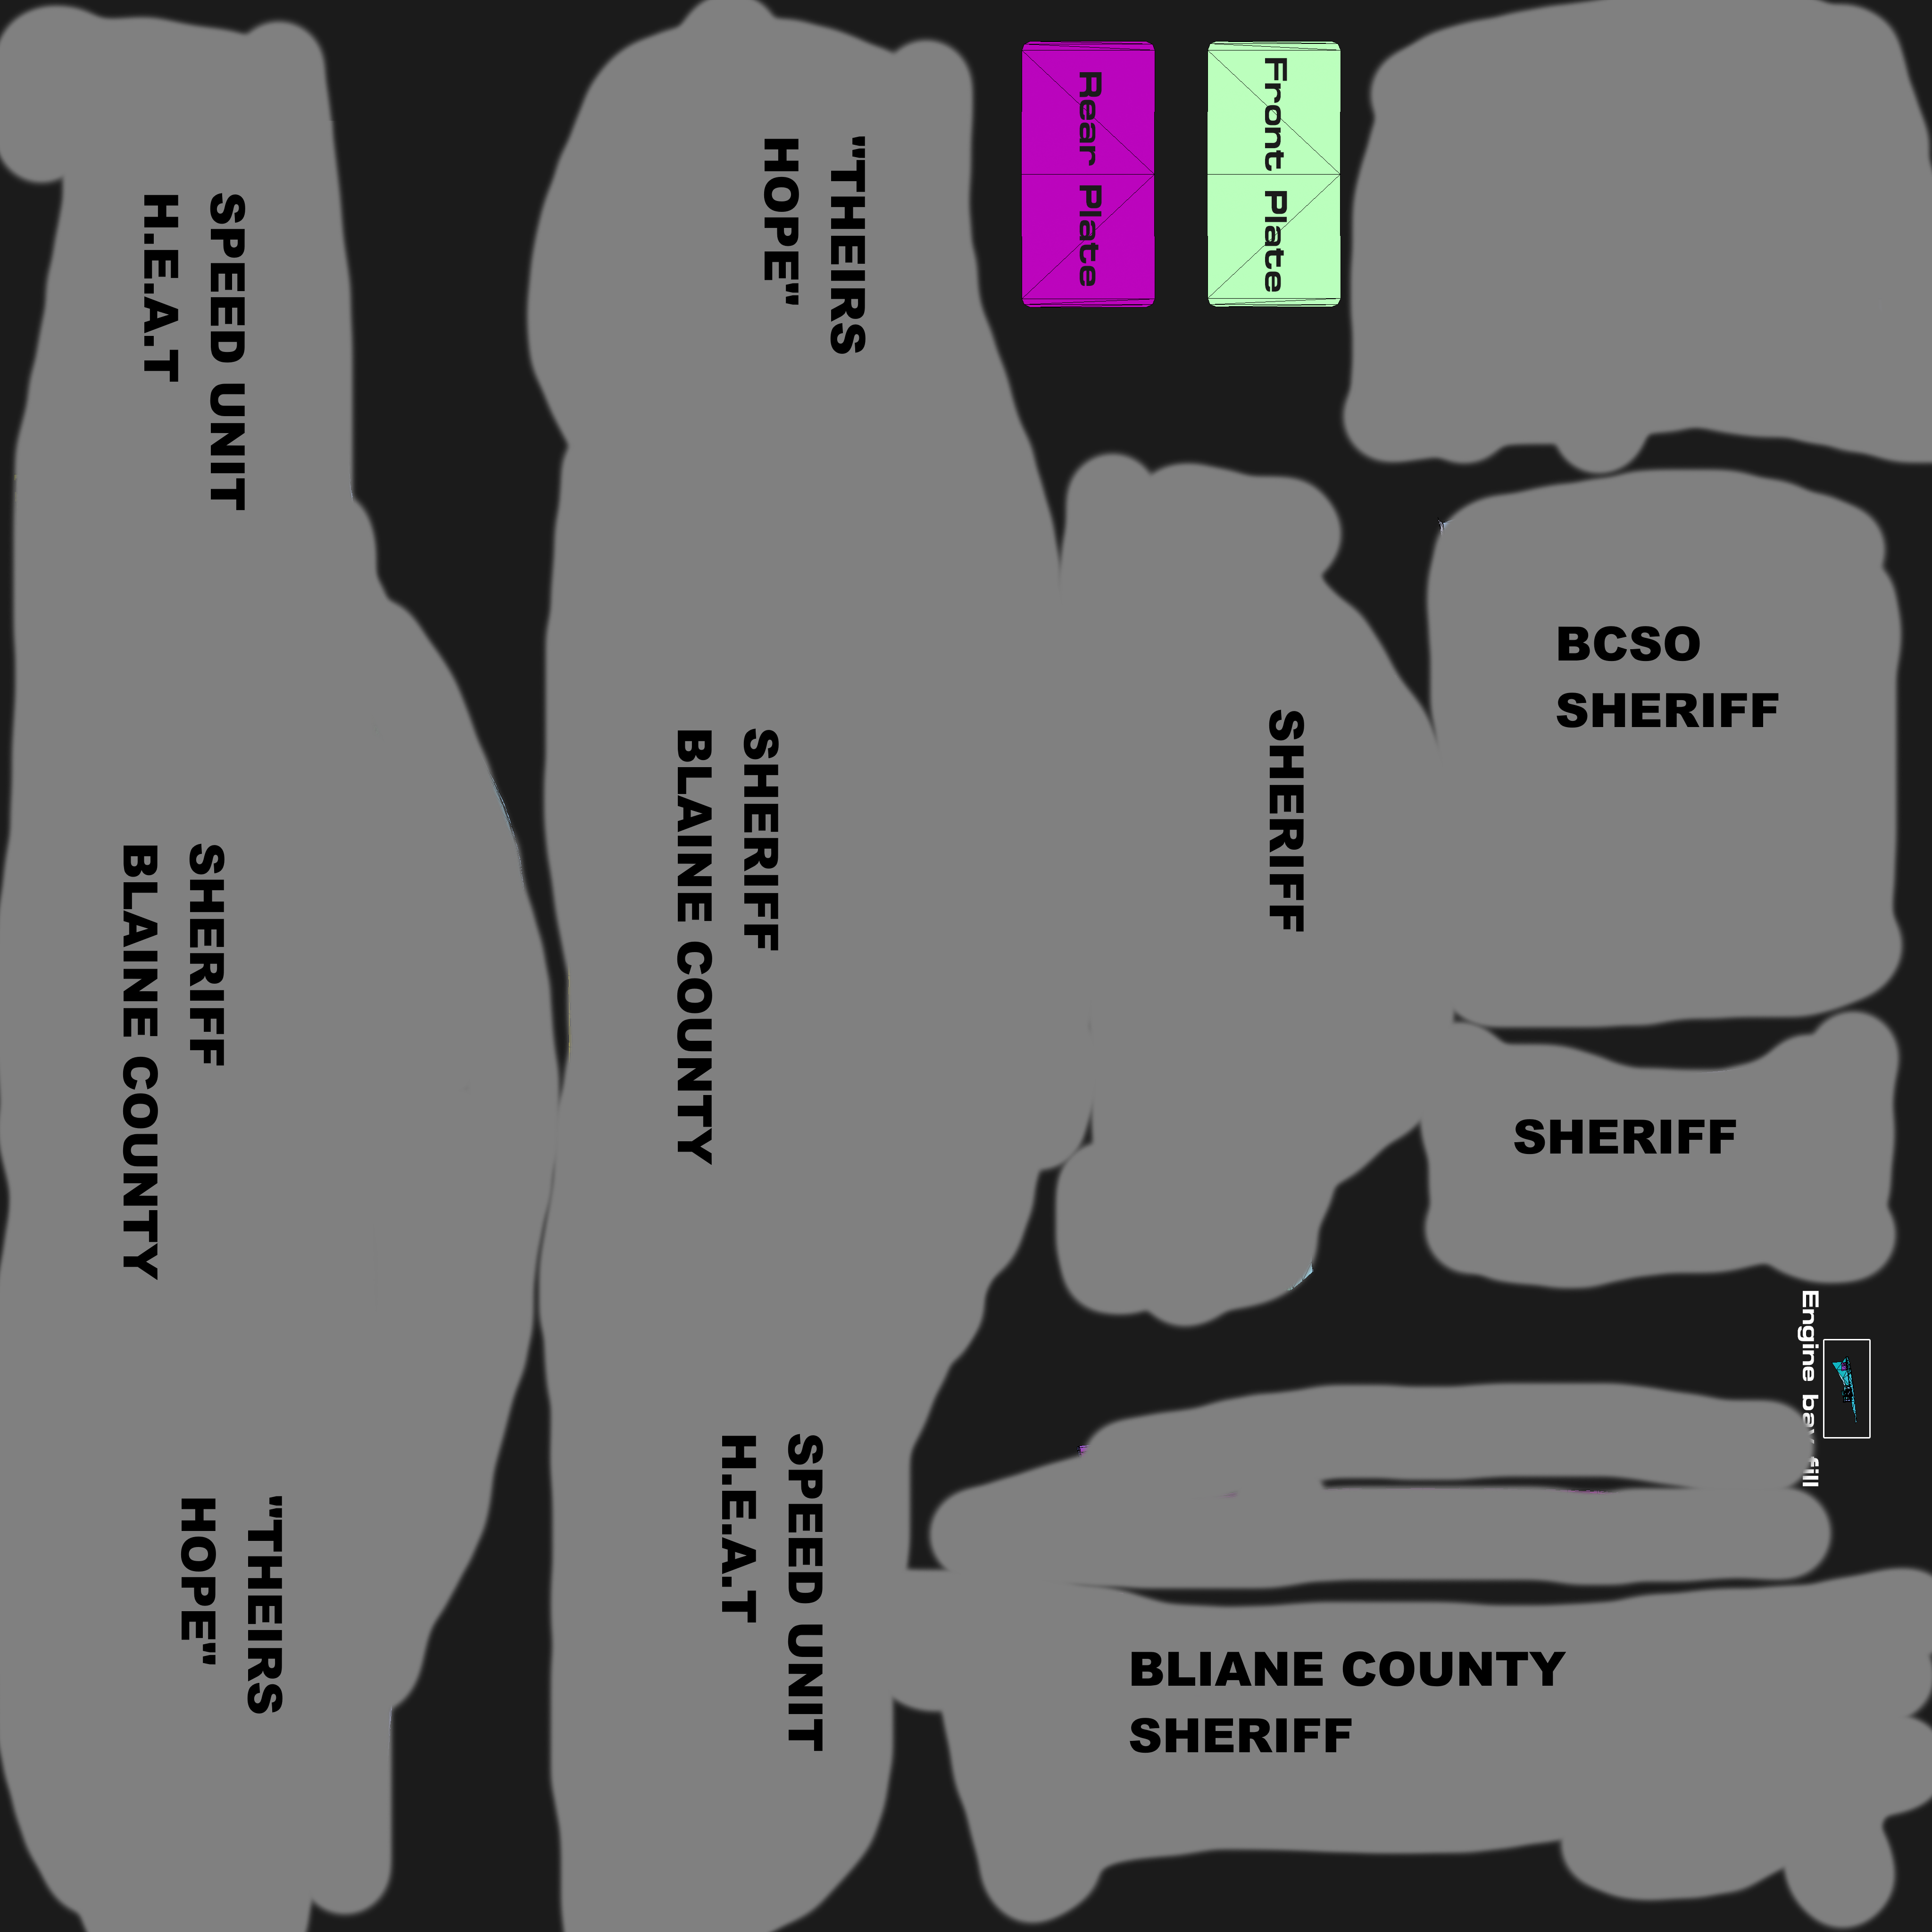 SPEED UNIT
H.E.A.T
SHERIFF
BLAINE COUNTY
"THEIRS
HOPE"
"THEIRS
HOPE"
SHERIFF
BLAINE COUNTY
SPEED UNIT
H.E.A.T
Rear Plate
Front Plate
SHERIFF
BCSO
SHERIFF
SHERIFF
Engine bay fill
BLIANE COUNTY
SHERIFF